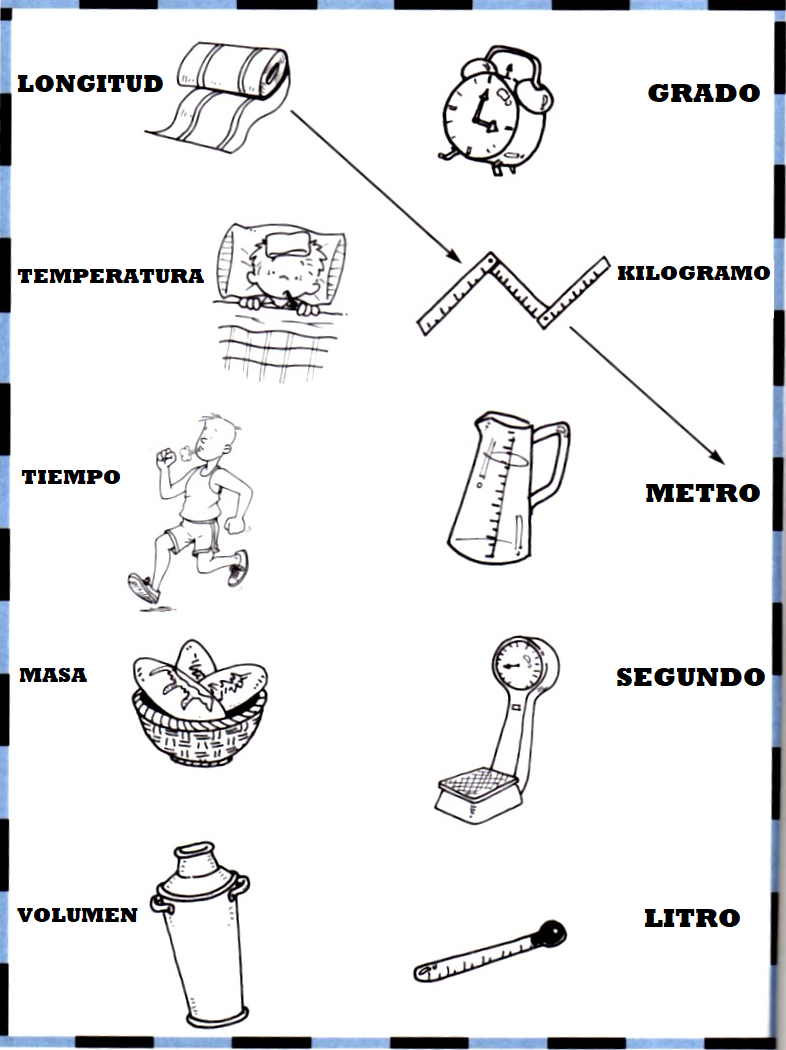 LONGITUD
GRADO
TEMPERATURA
KILOGRAMO
TIEMPO
METRO
MASA
SEGUNDO
VOLUMEN
LITRO